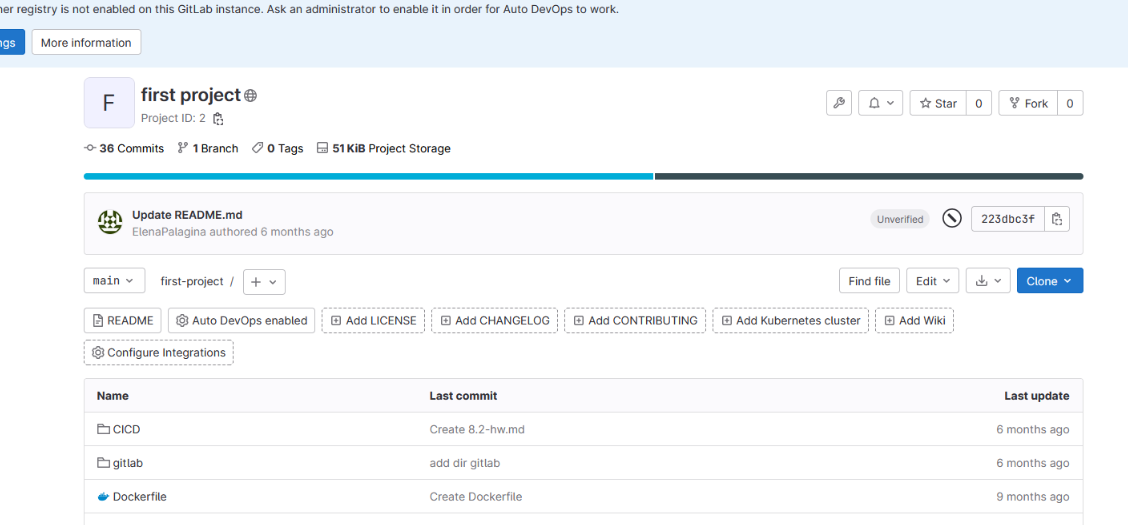 registry is not enabled on this GitLab instance. Ask an administrator to enable it in order for Auto DevOps to work.
More information
F
first project
Project ID: 2
Star 0
Fork 0
36 Commits 1 Branch 0 Tags 51 KiB Project Storage
Update README.md
ElenaPalagina authored 6 months ago
Unverified
223dbc3f
main
first-project /
Find file
Edit
Clone
README Auto DevOps enabled Add LICENSE Add CHANGELOG Add CONTRIBUTING Add Kubernetes cluster Add Wiki
Configure Integrations
Name Last commit Last update
CICD Create 8.2-hw.md 6 months ago
gitlab add dir gitlab 6 months ago
Dockerfile Create Dockerfile 9 months ago